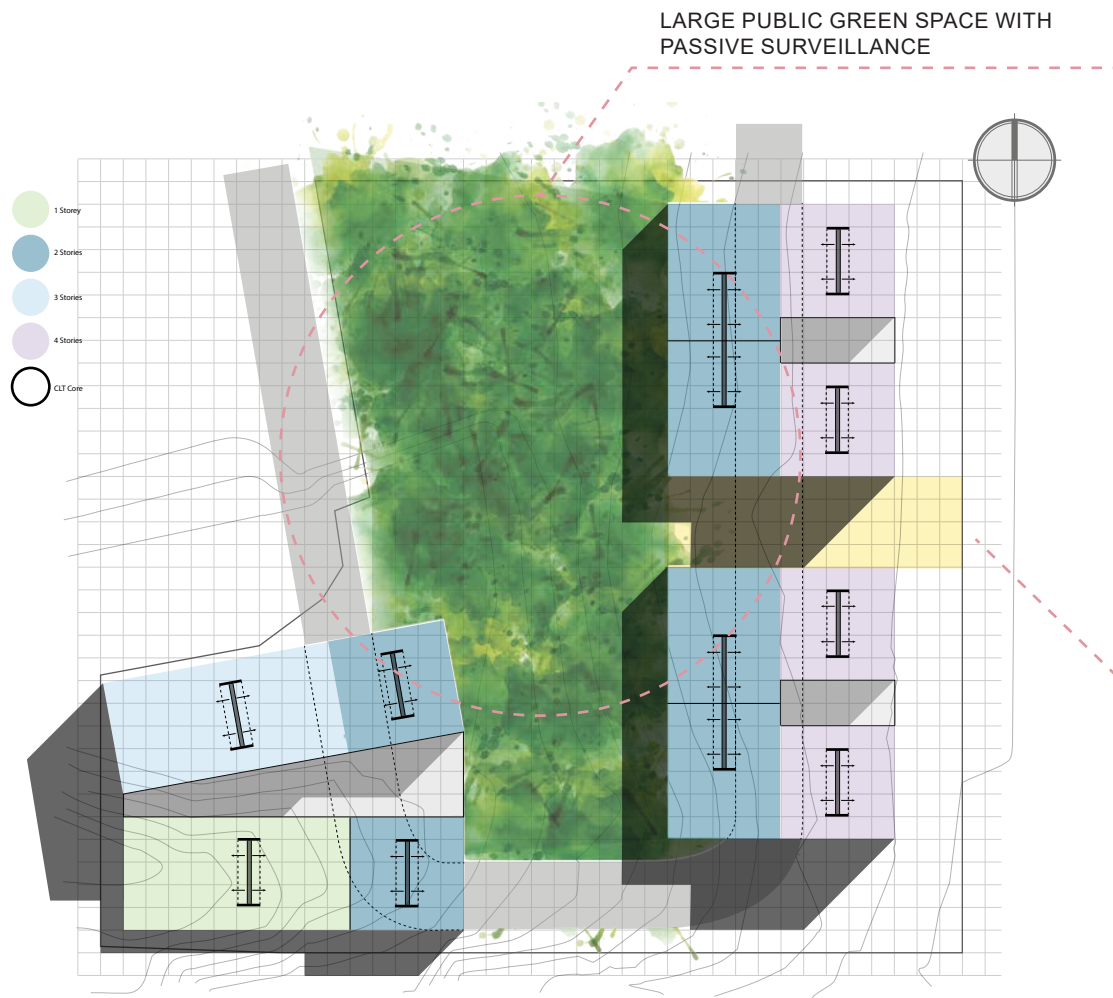 LARGE PUBLIC GREEN SPACE WITH
PASSIVE SURVEILLANCE
1 Storey
2 Stories
3 Stories
4 Stories
CLT Core